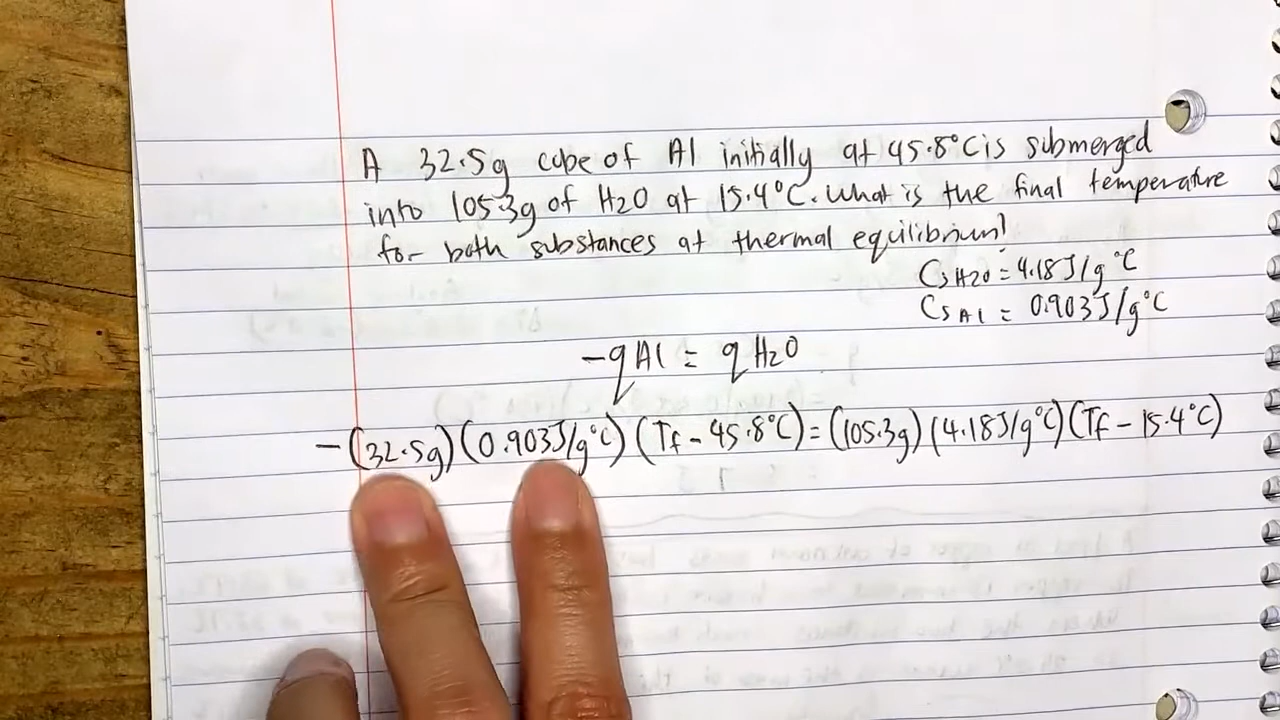 A 32.5g cube of Al initially at 45.8°C is submerged
into 105.3g of H2O at 15.4°C. What is the final temperature
for both substances at thermal equilibrium?
Cs H2O = 4.18J/g°C
Cs Al = 0.903J/g°C
-q Al = q H2O
-(32.5g)(0.903J/g°C)(Tf - 45.8°C) = (105.3g)(4.18J/g°C)(Tf - 15.4°C)